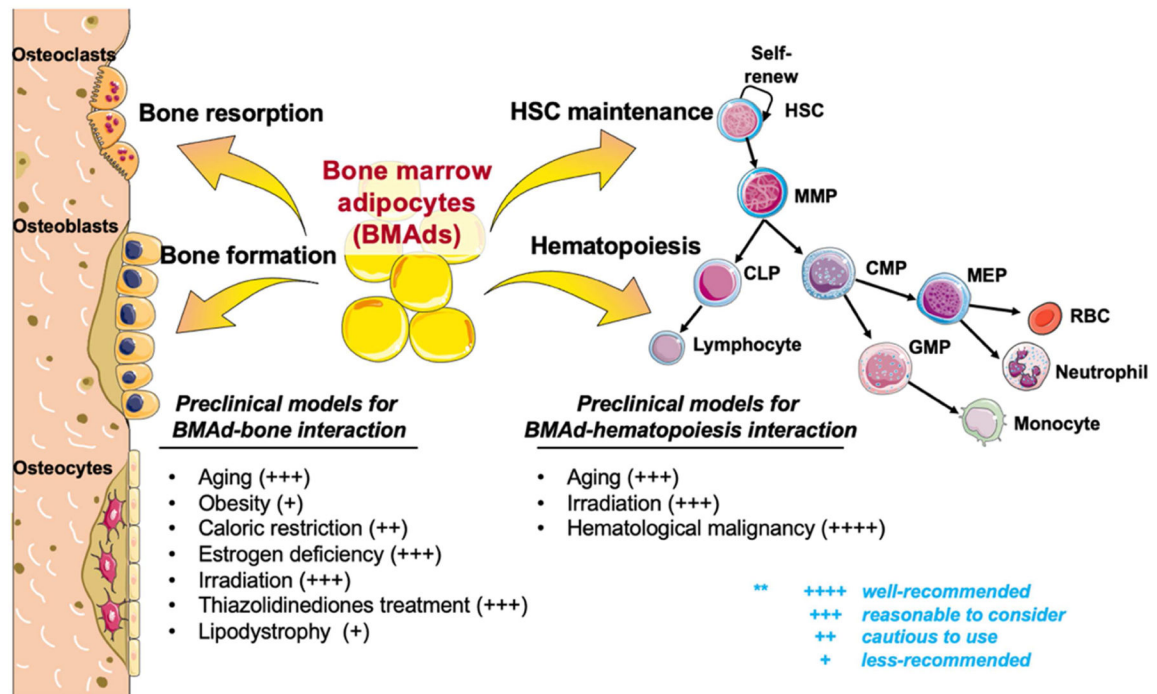 Osteoclasts
Bone resorption
Osteoblasts
Bone formation
Bone marrow
adipocytes
(BMAds)
HSC maintenance
Hematopoiesis
Self-
renew
HSC
MMP
CLP
CMP
MEP
RBC
Lymphocyte
GMP
Neutrophil
Monocyte
Osteocytes
Preclinical models for
BMAd-bone interaction
• Aging (+++)
• Obesity (+)
• Caloric restriction (++)
• Estrogen deficiency (+++)
• Irradiation (+++)
• Thiazolidinediones treatment (+++)
• Lipodystrophy (+)
Preclinical models for
BMAd-hematopoiesis interaction
• Aging (+++)
• Irradiation (+++)
• Hematological malignancy (++++)
** ++++ well-recommended
+++ reasonable to consider
++ cautious to use
+ less-recommended